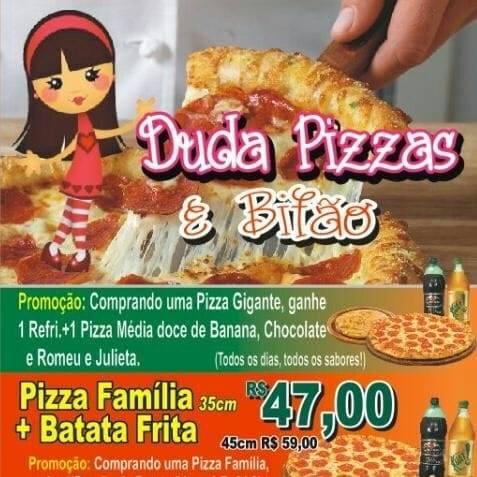 Duda Pizzas
e Bifão
Promoção: Comprando uma Pizza Gigante, ganhe
1 Refri.+1 Pizza Média doce de Banana, Chocolate
e Romeu e Julieta. (Todos os dias, todos os sabores!)
Pizza Família 35cm R$ 47,00
+ Batata Frita 45cm R$ 59,00
Promoção: Comprando uma Pizza Família,